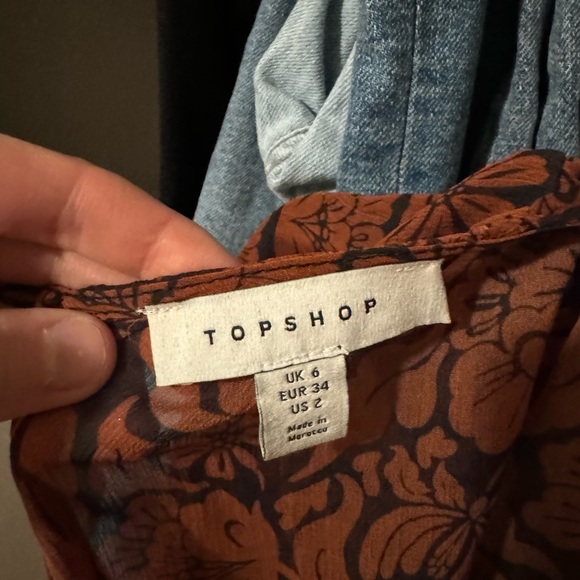 TOPSHOP
UK 6
EUR 34
US 2
Made in
Morocco